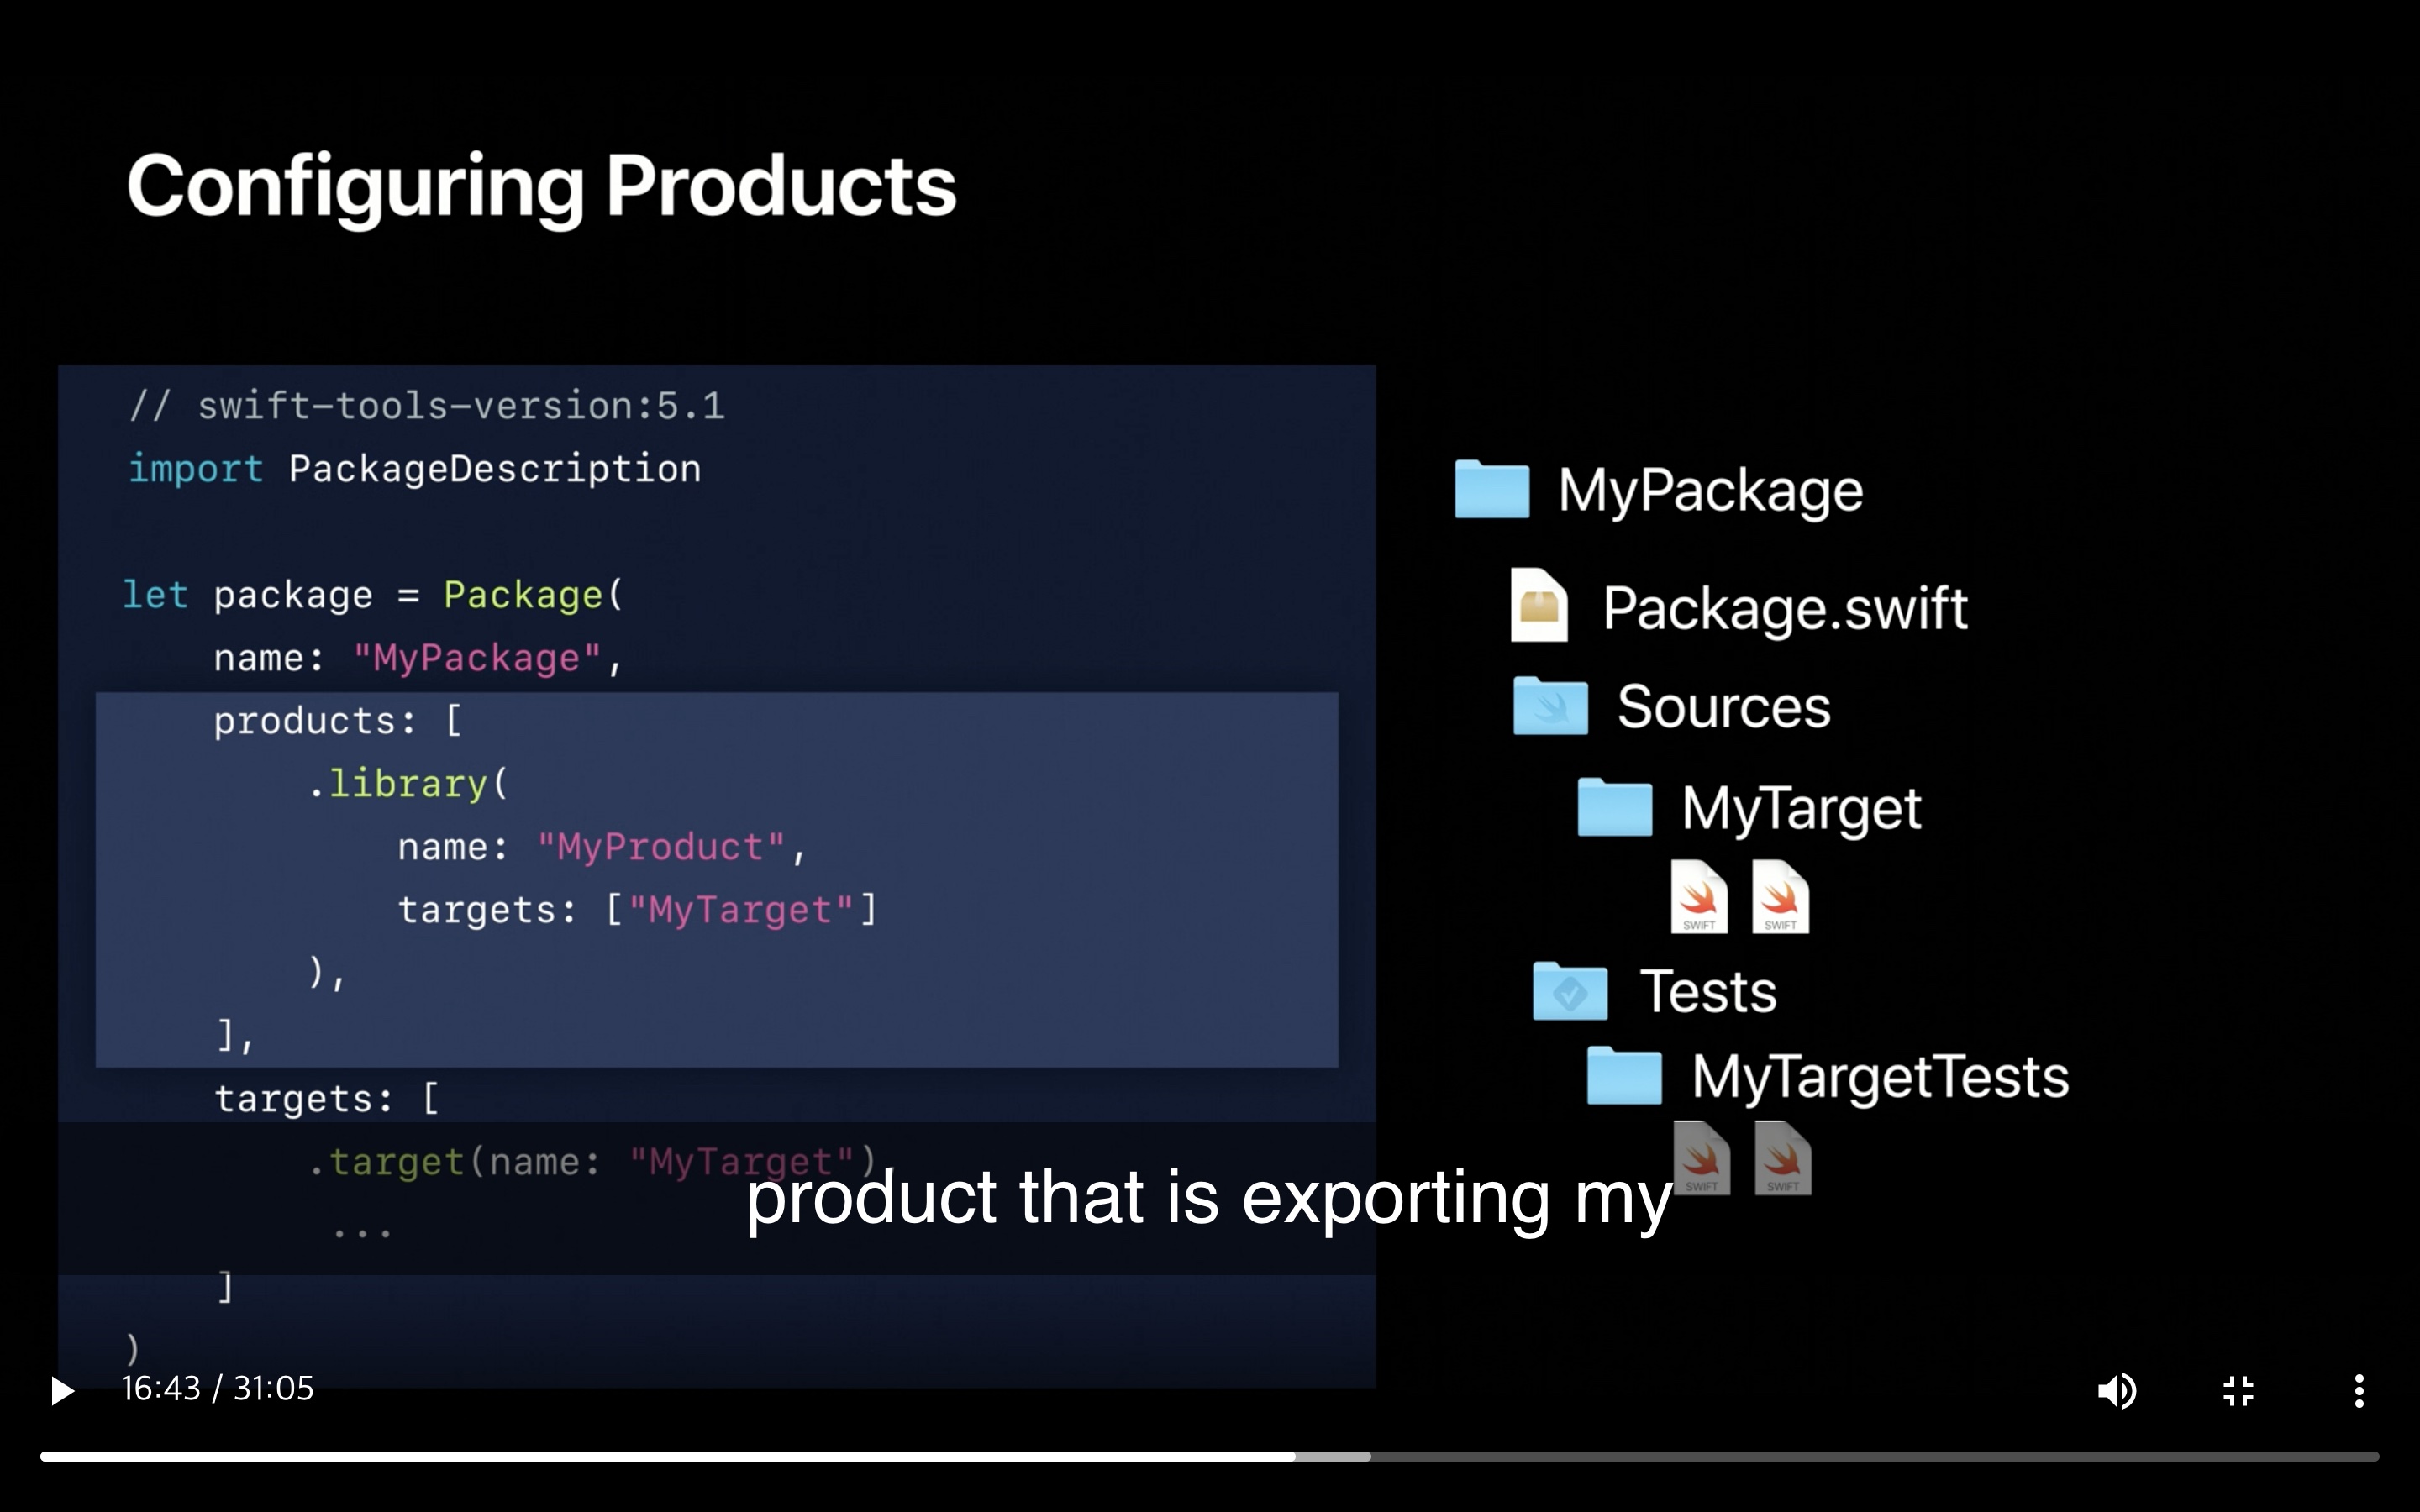 Configuring Products
// swift-tools-version:5.1
import PackageDescription
let package = Package(
name: "MyPackage",
products: [
.library(
name: "MyProduct",
targets: ["MyTarget"]
),
],
targets: [
.target(name: "MyTarget")
...
]
)
MyPackage
Package.swift
Sources
MyTarget
SWIFT SWIFT
Tests
MyTargetTests
SWIFT SWIFT
product that is exporting my
16:43 / 31:05